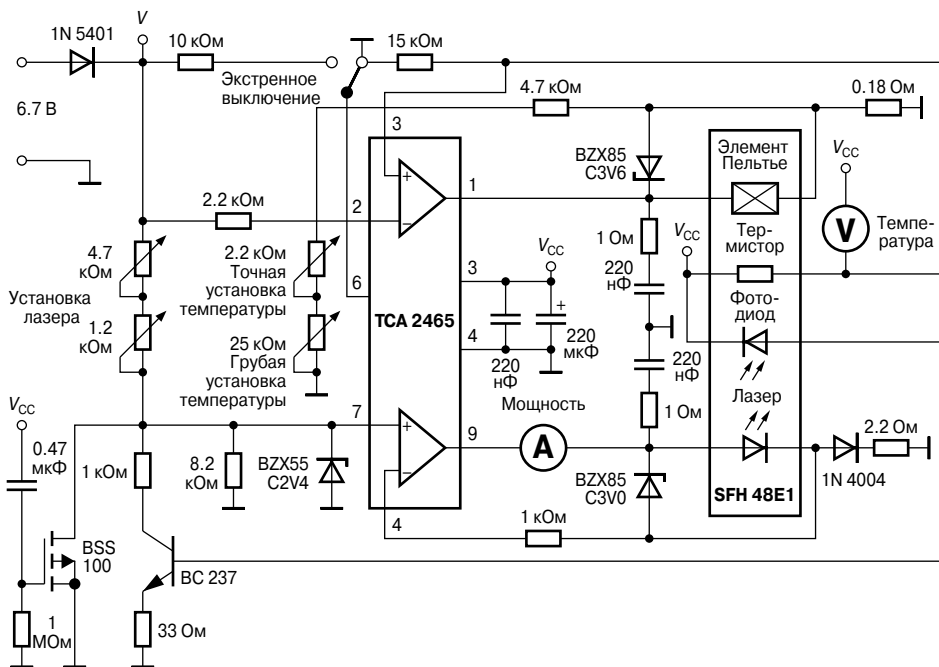 1N 5401
V
10 кОм
15 кОм
Экстренное
выключение
6.7 В
3
4.7 кОм
0.18 Ом
BZX85
C3V6
Элемент
Пельтье
VCC
+
1
2.2 кОм
2
−
V
Темпе-
ратура
4.7
кОм
2.2 кОм
Точная
установка
температуры
1 Ом
Тер-
мистор
VCC
VCC
220
нФ
6
3
Установка
лазера
TCA 2465
+
Фото-
диод
1.2
кОм
25 кОм
Грубая
установка
температуры
4
220
нФ
220
мкФ
220
нФ
VCC
Мощность
Лазер
1 Ом
7
+
9
A
2.2 Ом
0.47
мкФ
1 кОм
8.2
кОм
BZX55
C2V4
−
BZX85
C3V0
SFH 48E1
1N 4004
4
1 кОм
BSS
100
BC 237
1
МОм
33 Ом